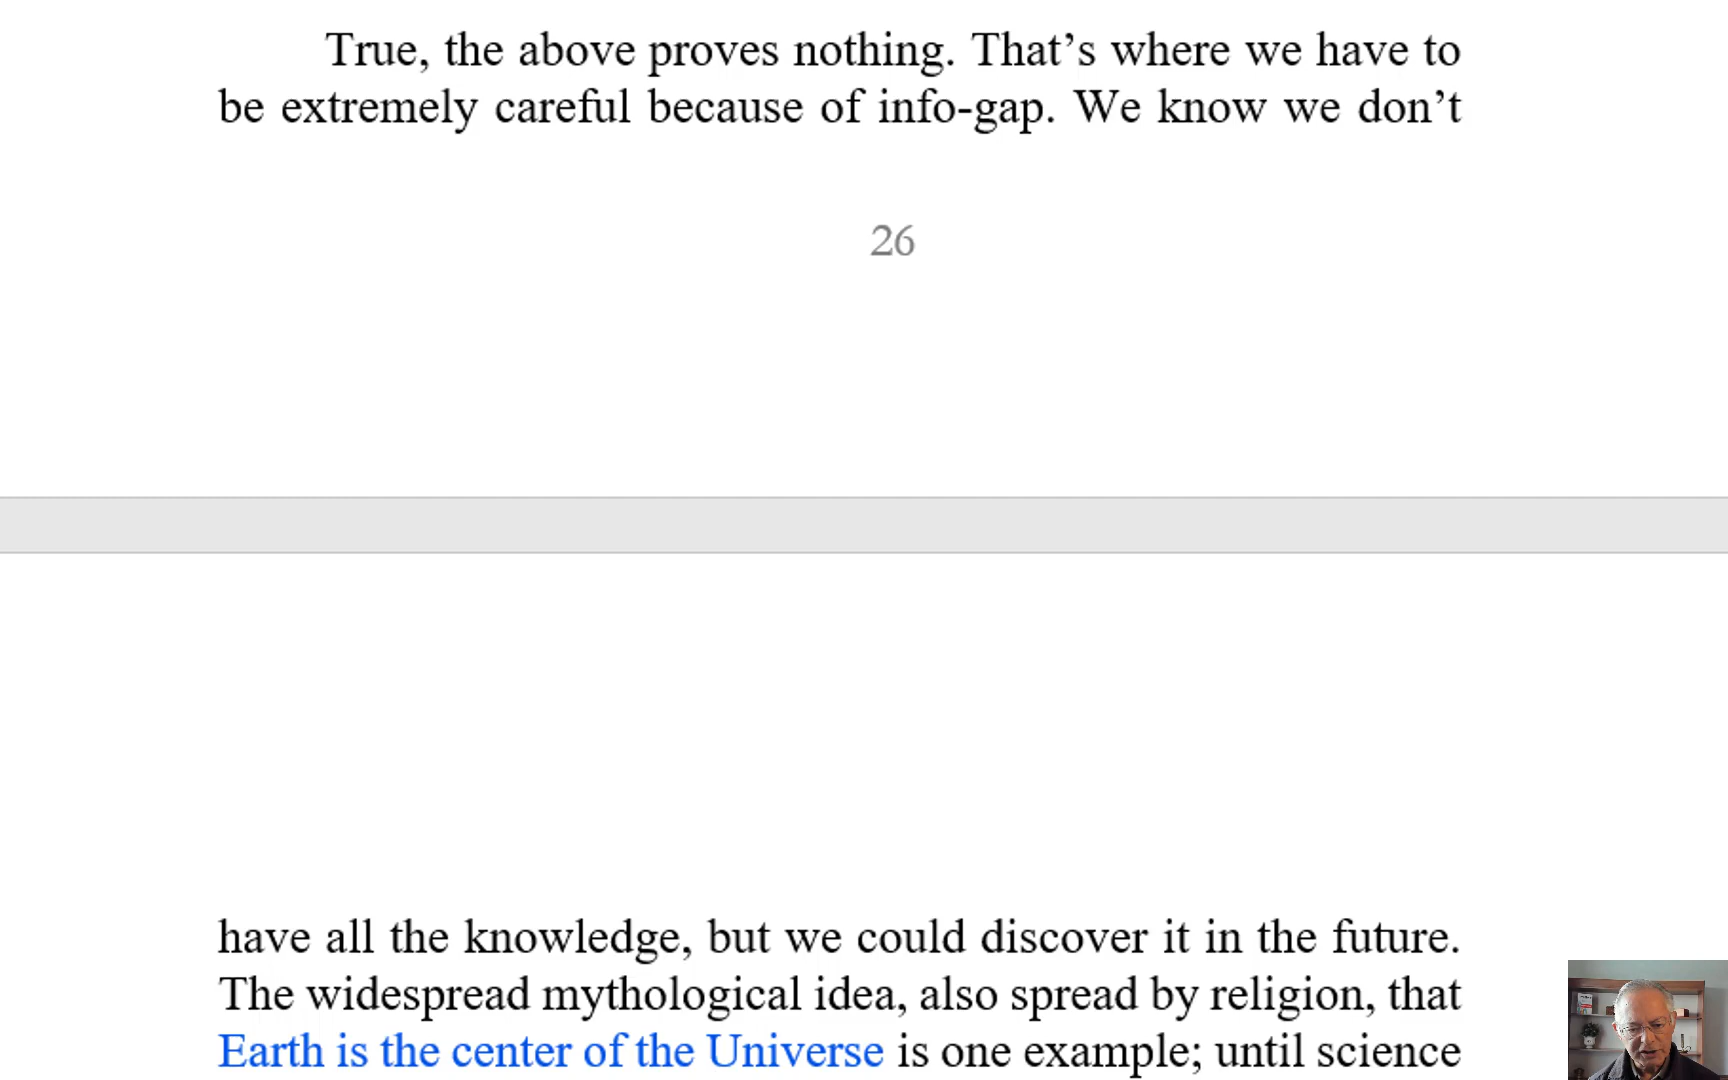 True, the above proves nothing. That’s where we have to
be extremely careful because of info-gap. We know we don’t
26
have all the knowledge, but we could discover it in the future.
The widespread mythological idea, also spread by religion, that
Earth is the center of the Universe is one example; until science